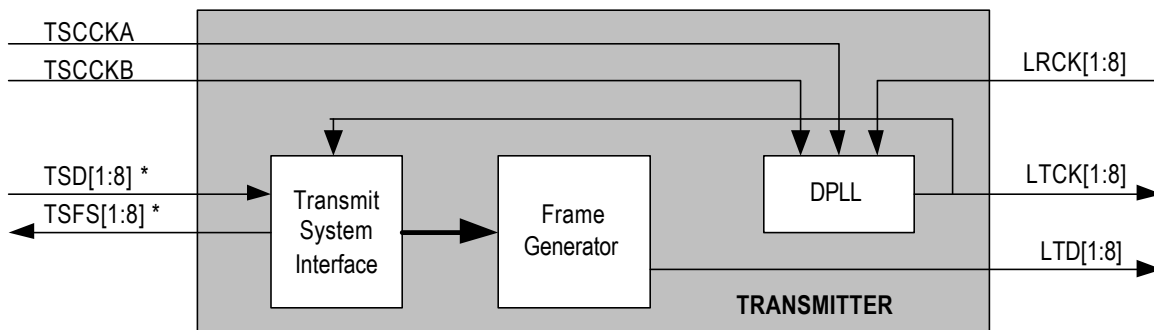 TSCCKA
TSCCKB
LRCK[1:8]
TSD[1:8] *
TSFS[1:8] *
Transmit
System
Interface
Frame
Generator
DPLL
LTCK[1:8]
LTD[1:8]
TRANSMITTER